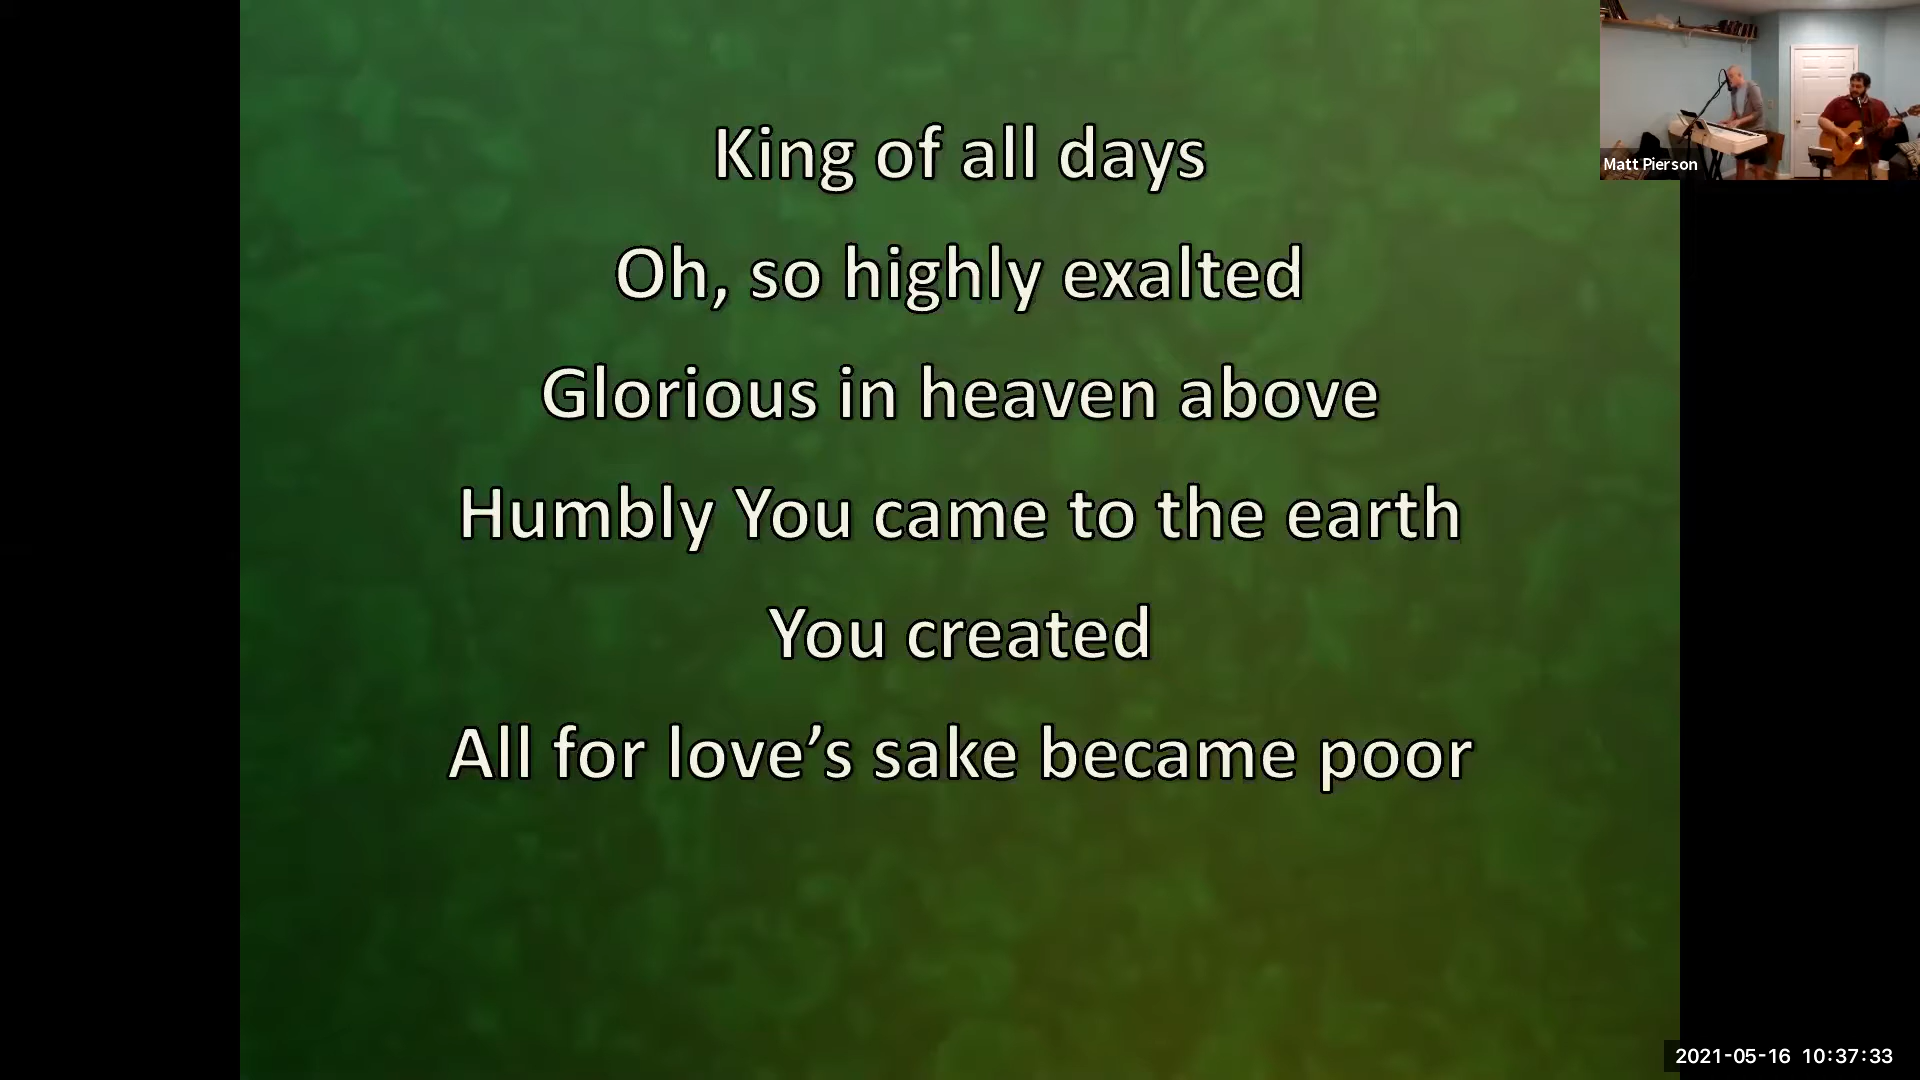 King of all days
Oh, so highly exalted
Glorious in heaven above
Humbly You came to the earth
You created
All for love’s sake became poor
Matt Pierson
2021-05-16 10:37:33